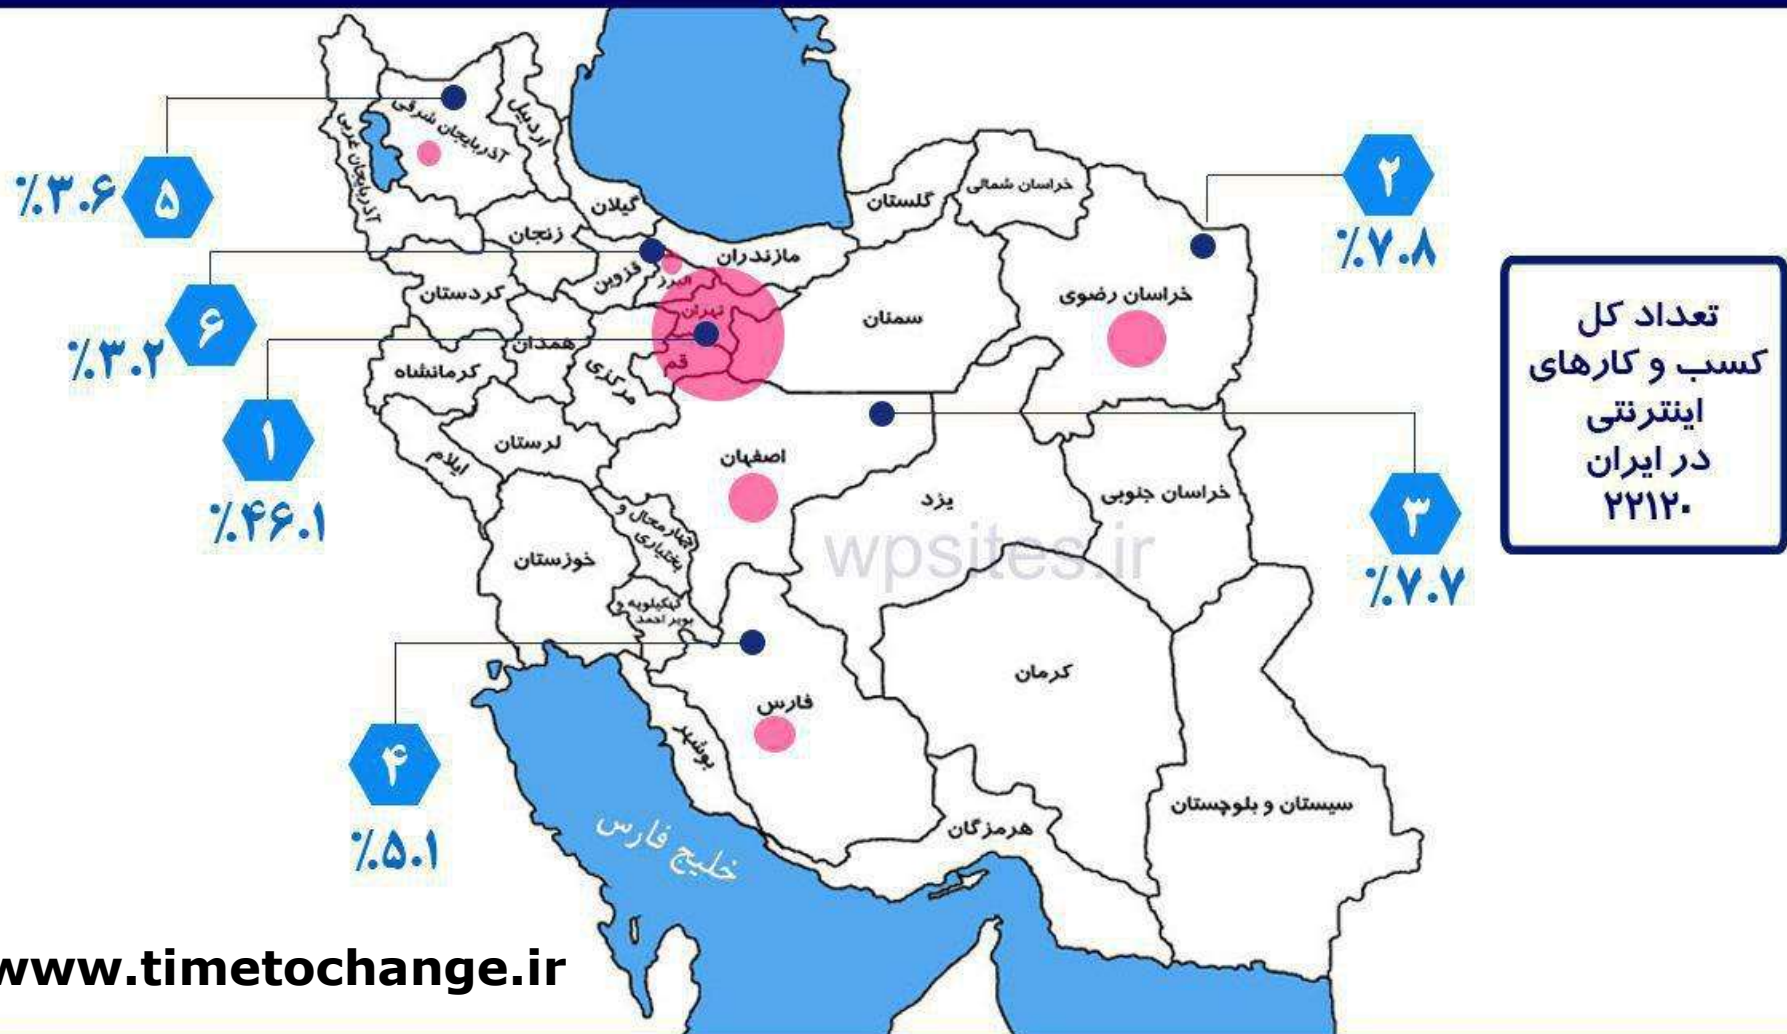 آذربایجان شرقی
اردبیل
آذربایجان غربی
۵
٪۳.۶
گیلان
زنجان
گلستان
خراسان شمالی
۲
٪۷.۸
مازندران
قزوین
البرز
کردستان
۶
٪۳.۲
تهران
سمنان
خراسان رضوی
همدان
قم
کرمانشاه
مرکزی
۱
٪۴۶.۱
لرستان
ایلام
اصفهان
یزد
خراسان جنوبی
۳
٪۷.۷
تعداد کل
کسب و کارهای
اینترنتی
در ایران
۲۲۱۲۰
چهارمحال و
بختیاری
خوزستان
wpsites.ir
کهکیلویه و
بویر احمد
کرمان
فارس
بوشهر
۴
٪۵.۱
سیستان و بلوچستان
هرمزگان
خلیج فارس
www.timetochange.ir